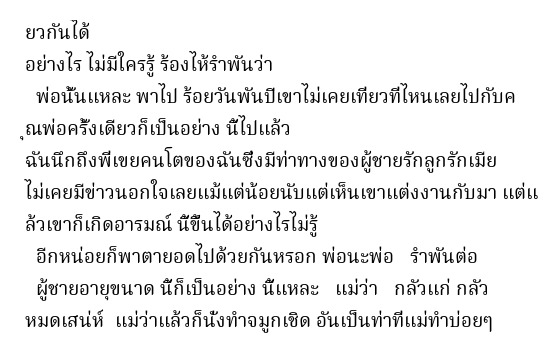 ยวกันได้
อย่างไร ไม่มีใครรู้ ร้องไห้รำพันว่า
พ่อนั้นแหละ พาไป ร้อยวันพันปีเขาไม่เคยเที่ยวที่ไหนเลยไปกับค
ุณพ่อครั้งเดียวก็เป็นอย่าง นี้ไปแล้ว
ฉันนึกถึงพี่เขยคนโตของฉันซึ่งมีท่าทางของผู้ชายรักลูกรักเมีย
ไม่เคยมีข่าวนอกใจเลยแม้แต่น้อยนับแต่เห็นเขาแต่งงานกับมา แต่แ
ล้วเขาก็เกิดอารมณ์ นี้ขึ้นได้อย่างไรไม่รู้
อีกหน่อยก็พาตายอดไปด้วยกันหรอก พ่อนะพ่อ รำพันต่อ
ผู้ชายอายุขนาด นี้ก็เป็นอย่าง นี้แหละ แม่ว่า กลัวแก่ กลัว
หมดเสน่ห์ แม่ว่าแล้วก็นั่งทำจมูกเชิด อันเป็นท่าที่แม่ทำบ่อยๆ